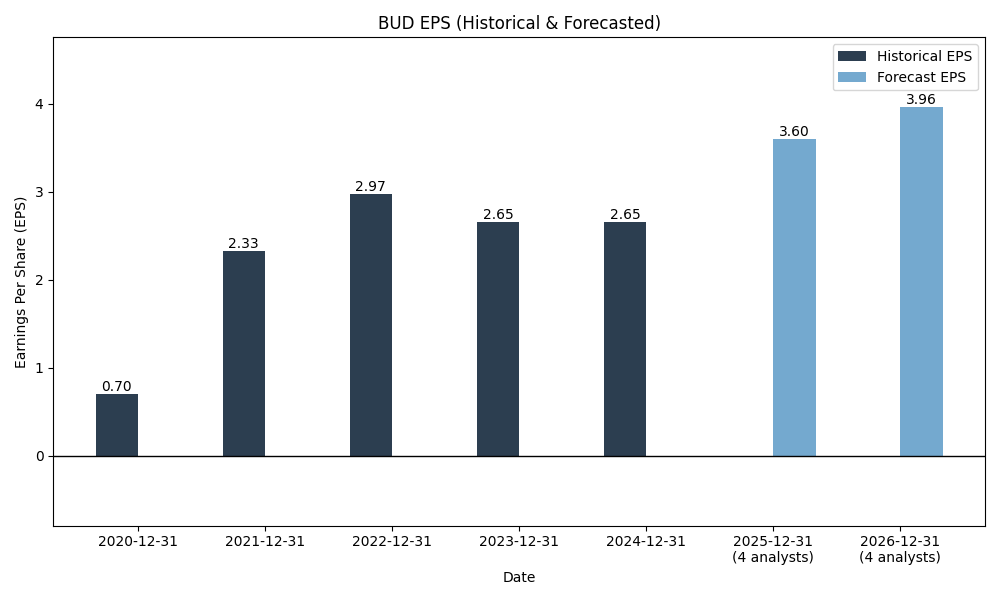 BUD EPS (Historical & Forecasted)
Historical EPS
Forecast EPS
Earnings Per Share (EPS)
4
3
2
1
0
0.70
2.33
2.97
2.65
2.65
3.60
3.96
2020-12-31
2021-12-31
2022-12-31
2023-12-31
2024-12-31
2025-12-31
(4 analysts)
2026-12-31
(4 analysts)
Date